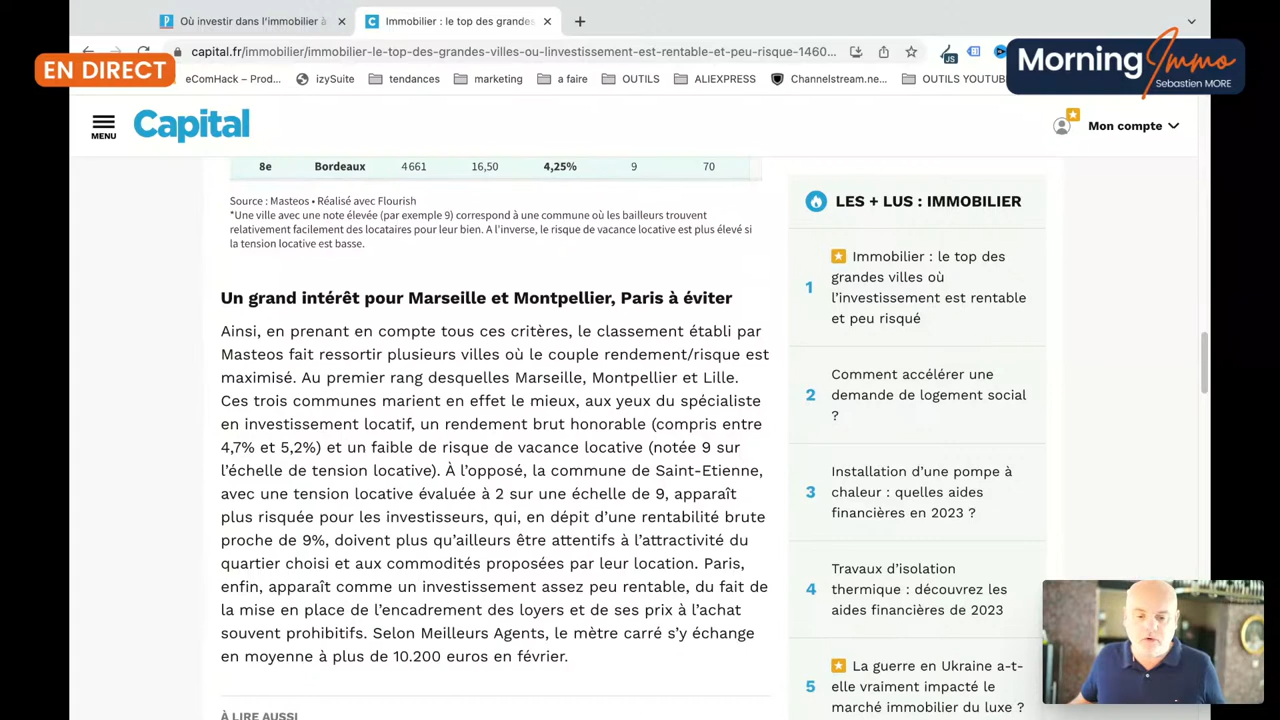 Où investir dans l'immobilier à
Immobilier : le top des grandes
capital.fr/immobilier/immobilier-le-top-des-grandes-villes-ou-linvestissement-est-rentable-et-peu-risque-1460...
JS
EN DIRECT
Morning Immo
Sebastien MORE
eComHack – Prod...
izySuite
tendances
marketing
a faire
OUTILS
ALIEXPRESS
Channelstream.ne...
OUTILS YOUTUB
MENU
Capital
Mon compte
8e Bordeaux 4 661 16,50 4,25% 9 70
Source : Masteos • Réalisé avec Flourish
*Une ville avec une note élevée (par exemple 9) correspond à une commune où les bailleurs trouvent
relativement facilement des locataires pour leur bien. A l'inverse, le risque de vacance locative est plus élevé si
la tension locative est basse.
Un grand intérêt pour Marseille et Montpellier, Paris à éviter
Ainsi, en prenant en compte tous ces critères, le classement établi par
Masteos fait ressortir plusieurs villes où le couple rendement/risque est
maximisé. Au premier rang desquelles Marseille, Montpellier et Lille.
Ces trois communes marient en effet le mieux, aux yeux du spécialiste
en investissement locatif, un rendement brut honorable (compris entre
4,7% et 5,2%) et un faible de risque de vacance locative (notée 9 sur
l'échelle de tension locative). À l'opposé, la commune de Saint-Etienne,
avec une tension locative évaluée à 2 sur une échelle de 9, apparaît
plus risquée pour les investisseurs, qui, en dépit d'une rentabilité brute
proche de 9%, doivent plus qu'ailleurs être attentifs à l'attractivité du
quartier choisi et aux commodités proposées par leur location. Paris,
enfin, apparaît comme un investissement assez peu rentable, du fait de
la mise en place de l'encadrement des loyers et de ses prix à l'achat
souvent prohibitifs. Selon Meilleurs Agents, le mètre carré s'y échange
en moyenne à plus de 10.200 euros en février.
À LIRE AUSSI
LES + LUS : IMMOBILIER
1
Immobilier : le top des
grandes villes où
l'investissement est rentable
et peu risqué
2
Comment accélérer une
demande de logement social
?
3
Installation d'une pompe à
chaleur : quelles aides
financières en 2023 ?
4
Travaux d'isolation
thermique : découvrez les
aides financières de 2023
5
La guerre en Ukraine a-t-
elle vraiment impacté le
marché immobilier du luxe ?